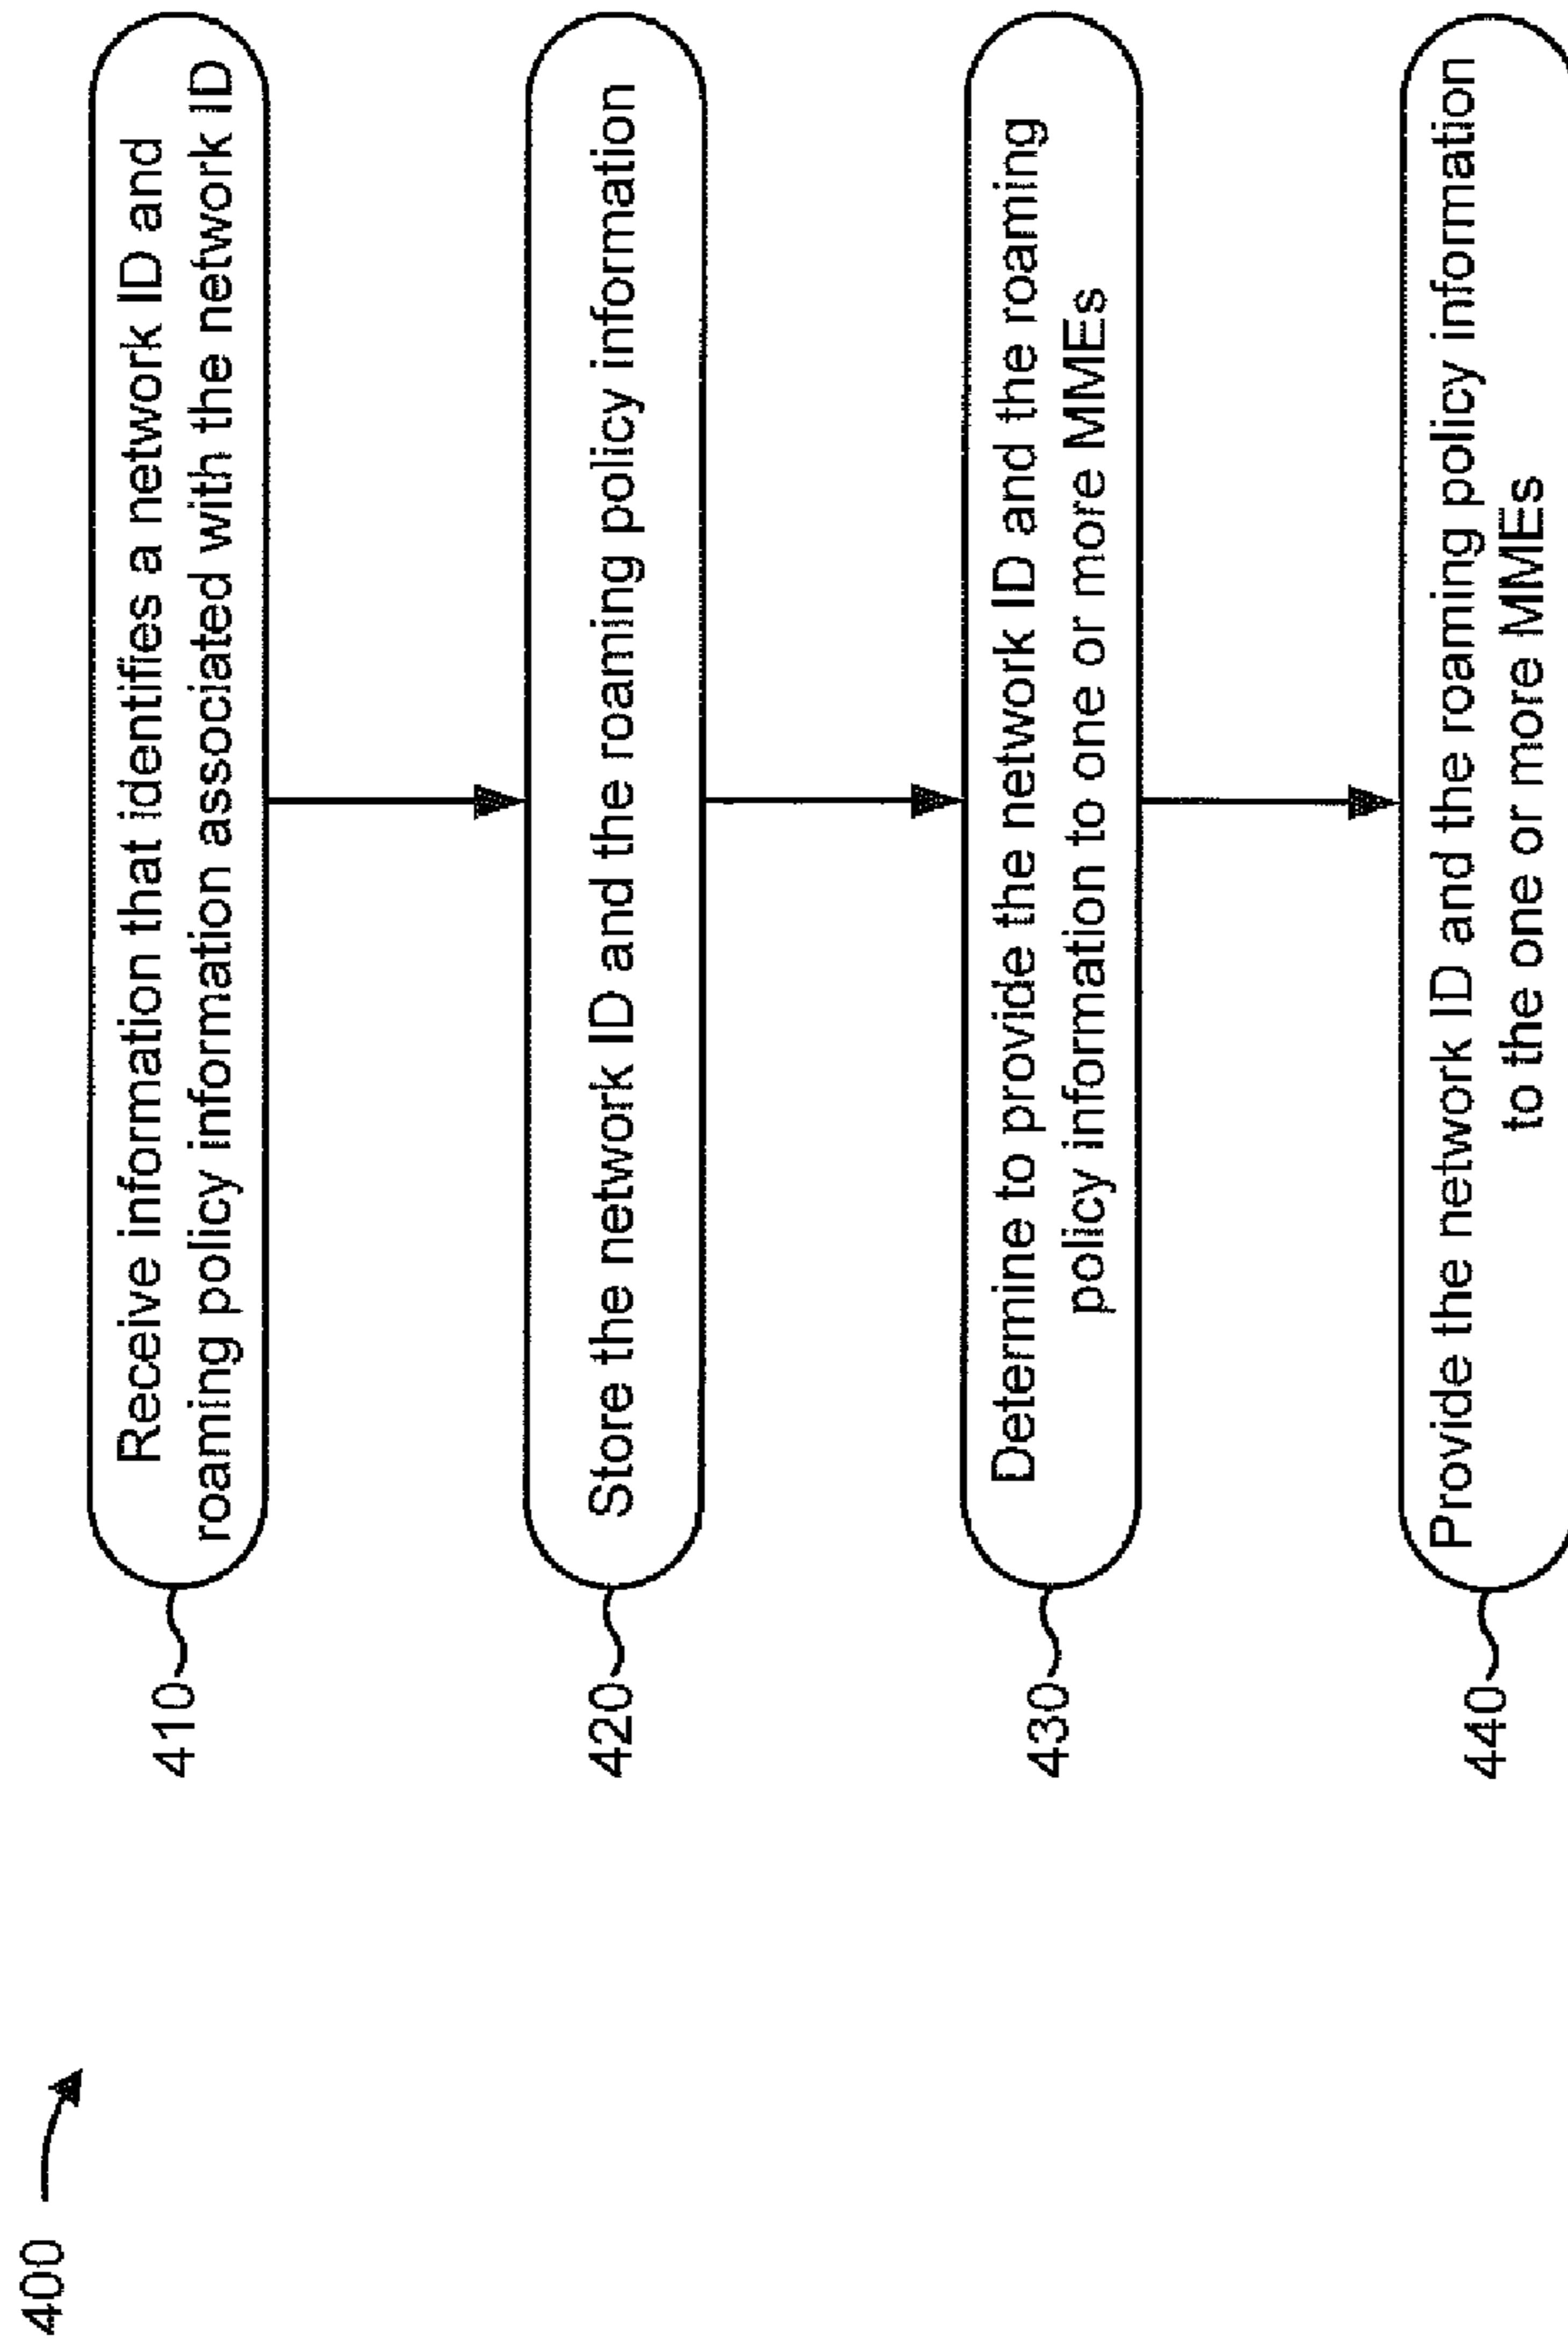 400
410
Receive information that identifies a network ID and
roaming policy information associated with the network ID
420
Store the network ID and the roaming policy information
430
Determine to provide the network ID and the roaming
policy information to one or more MMEs
440
Provide the network ID and the roaming policy information
to the one or more MMEs